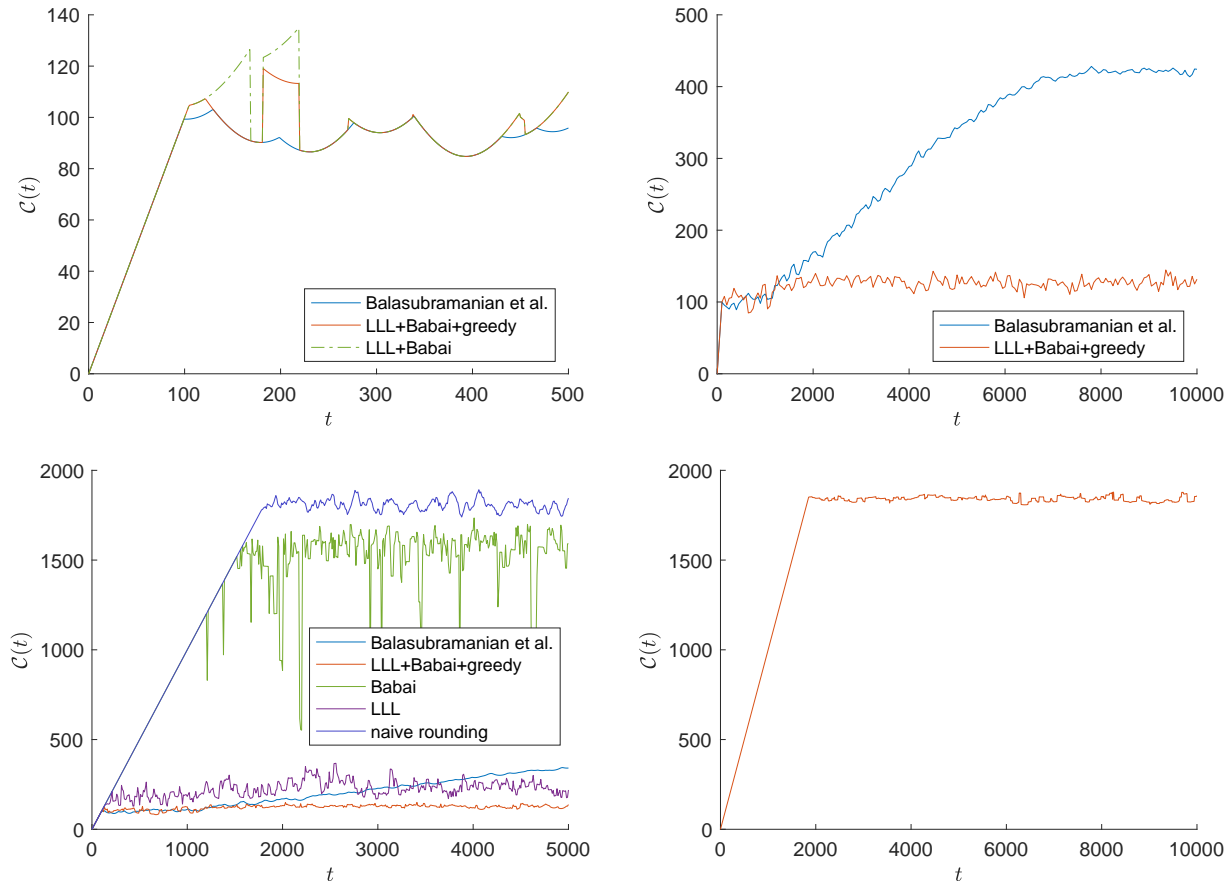 140
120
100
80
60
40
20
0
C(t)
0 100 200 300 400 500
t
Balasubramanian et al.
LLL+Babai+greedy
LLL+Babai
500
400
300
200
100
0
C(t)
0 2000 4000 6000 8000 10000
t
Balasubramanian et al.
LLL+Babai+greedy
2000
1500
1000
500
0
C(t)
0 1000 2000 3000 4000 5000
t
Balasubramanian et al.
LLL+Babai+greedy
Babai
LLL
naive rounding
2000
1500
1000
500
0
C(t)
0 2000 4000 6000 8000 10000
t